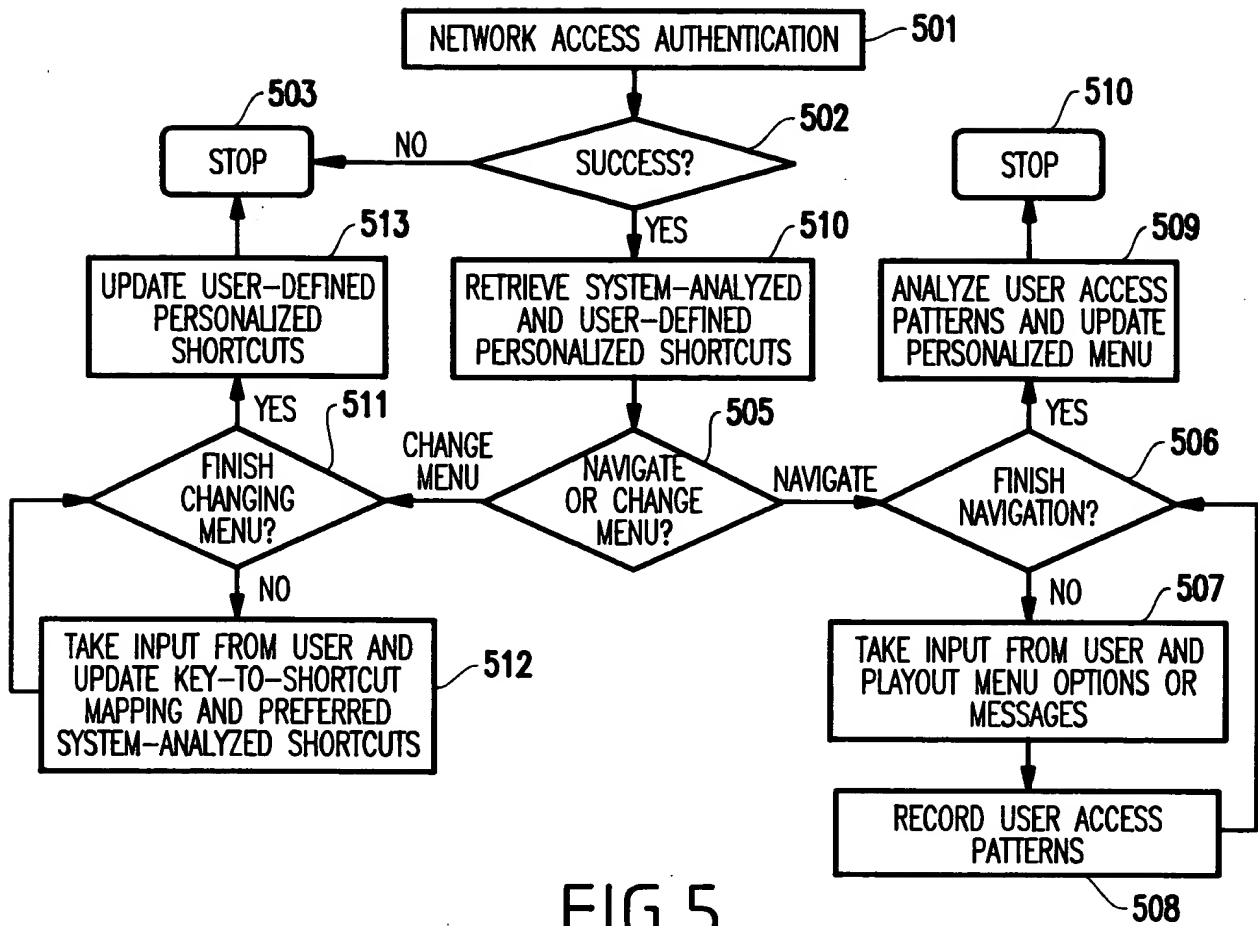 NETWORK ACCESS AUTHENTICATION
501
503
STOP
NO
502
SUCCESS?
510
STOP
YES
513
UPDATE USER-DEFINED
PERSONALIZED
SHORTCUTS
510
RETRIEVE SYSTEM-ANALYZED
AND USER-DEFINED
PERSONALIZED SHORTCUTS
509
ANALYZE USER ACCESS
PATTERNS AND UPDATE
PERSONALIZED MENU
YES
511
FINISH
CHANGING
MENU?
CHANGE
MENU
505
NAVIGATE
OR CHANGE
MENU?
NAVIGATE
YES
506
FINISH
NAVIGATION?
NO
TAKE INPUT FROM USER AND
UPDATE KEY-TO-SHORTCUT
MAPPING AND PREFERRED
SYSTEM-ANALYZED SHORTCUTS
512
NO
507
TAKE INPUT FROM USER AND
PLAYOUT MENU OPTIONS OR
MESSAGES
RECORD USER ACCESS
PATTERNS
508
FIG.5